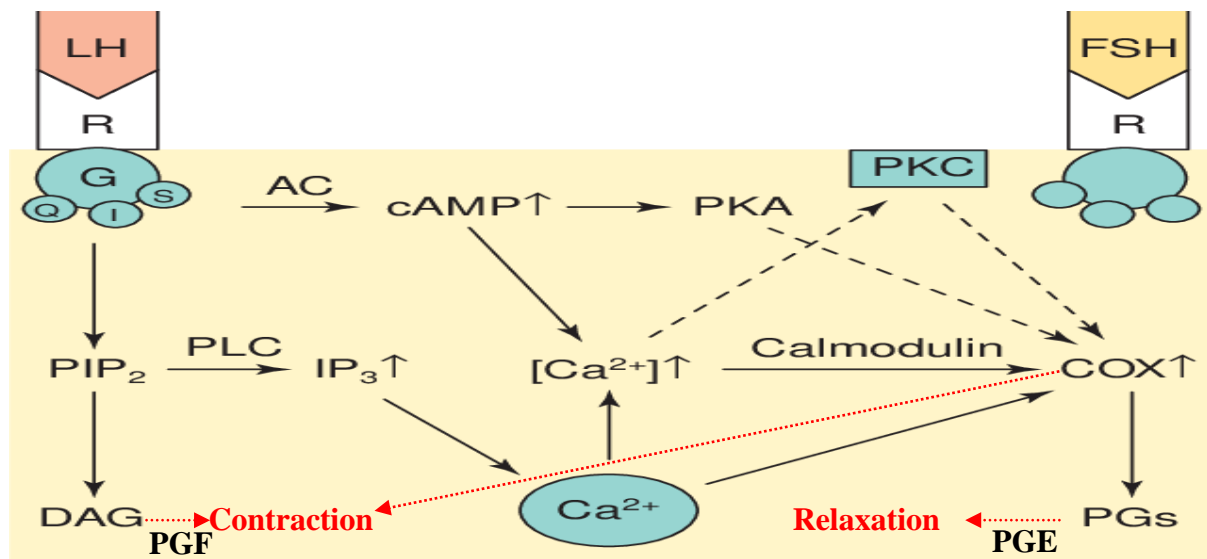 LH
FSH
R
R
G
Q
I
S
AC
cAMP↑
PKA
PKC
PIP₂
PLC
IP₃↑
[Ca²⁺]↑
Calmodulin
COX↑
DAG
PGF
Contraction
Ca²⁺
Relaxation
PGE
PGs